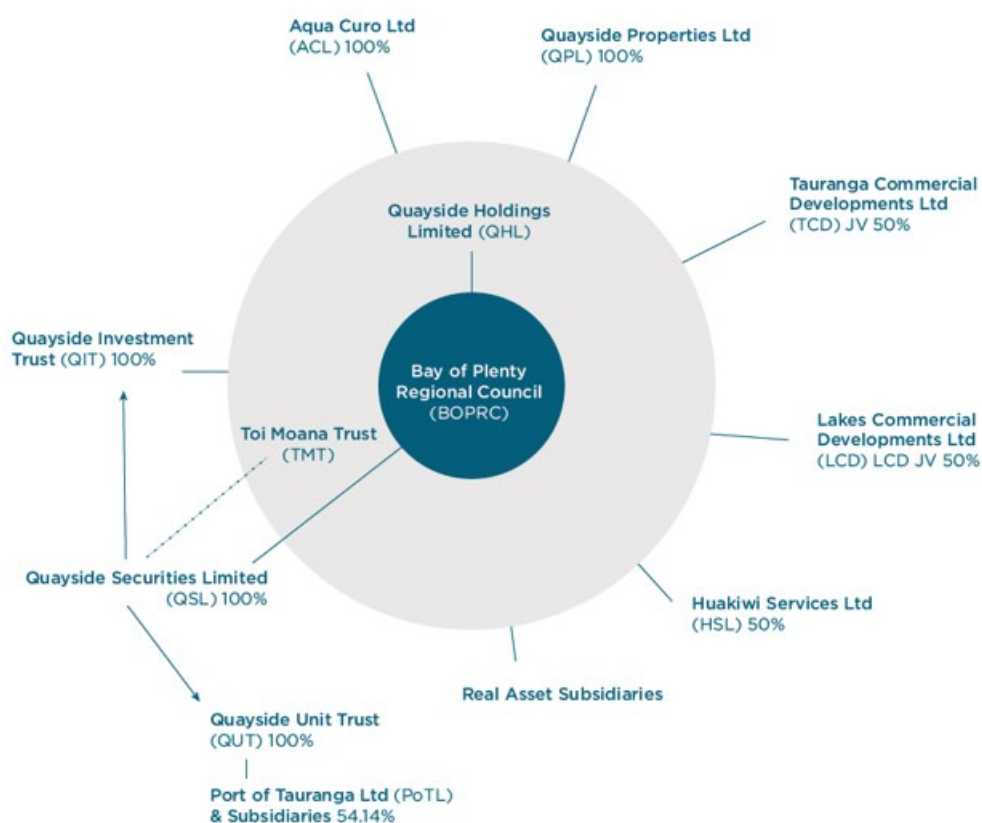 Aqua Curo Ltd
(ACL) 100%
Quayside Properties Ltd
(QPL) 100%
Tauranga Commercial
Developments Ltd
(TCD) JV 50%
Quayside Holdings
Limited (QHL)
Quayside Investment
Trust (QIT) 100%
Bay of Plenty
Regional Council
(BOPRC)
Toi Moana Trust
(TMT)
Lakes Commercial
Developments Ltd
(LCD) LCD JV 50%
Quayside Securities Limited
(QSL) 100%
Huakiwi Services Ltd
(HSL) 50%
Real Asset Subsidiaries
Quayside Unit Trust
(QUT) 100%
Port of Tauranga Ltd (PoTL)
& Subsidiaries 54.14%